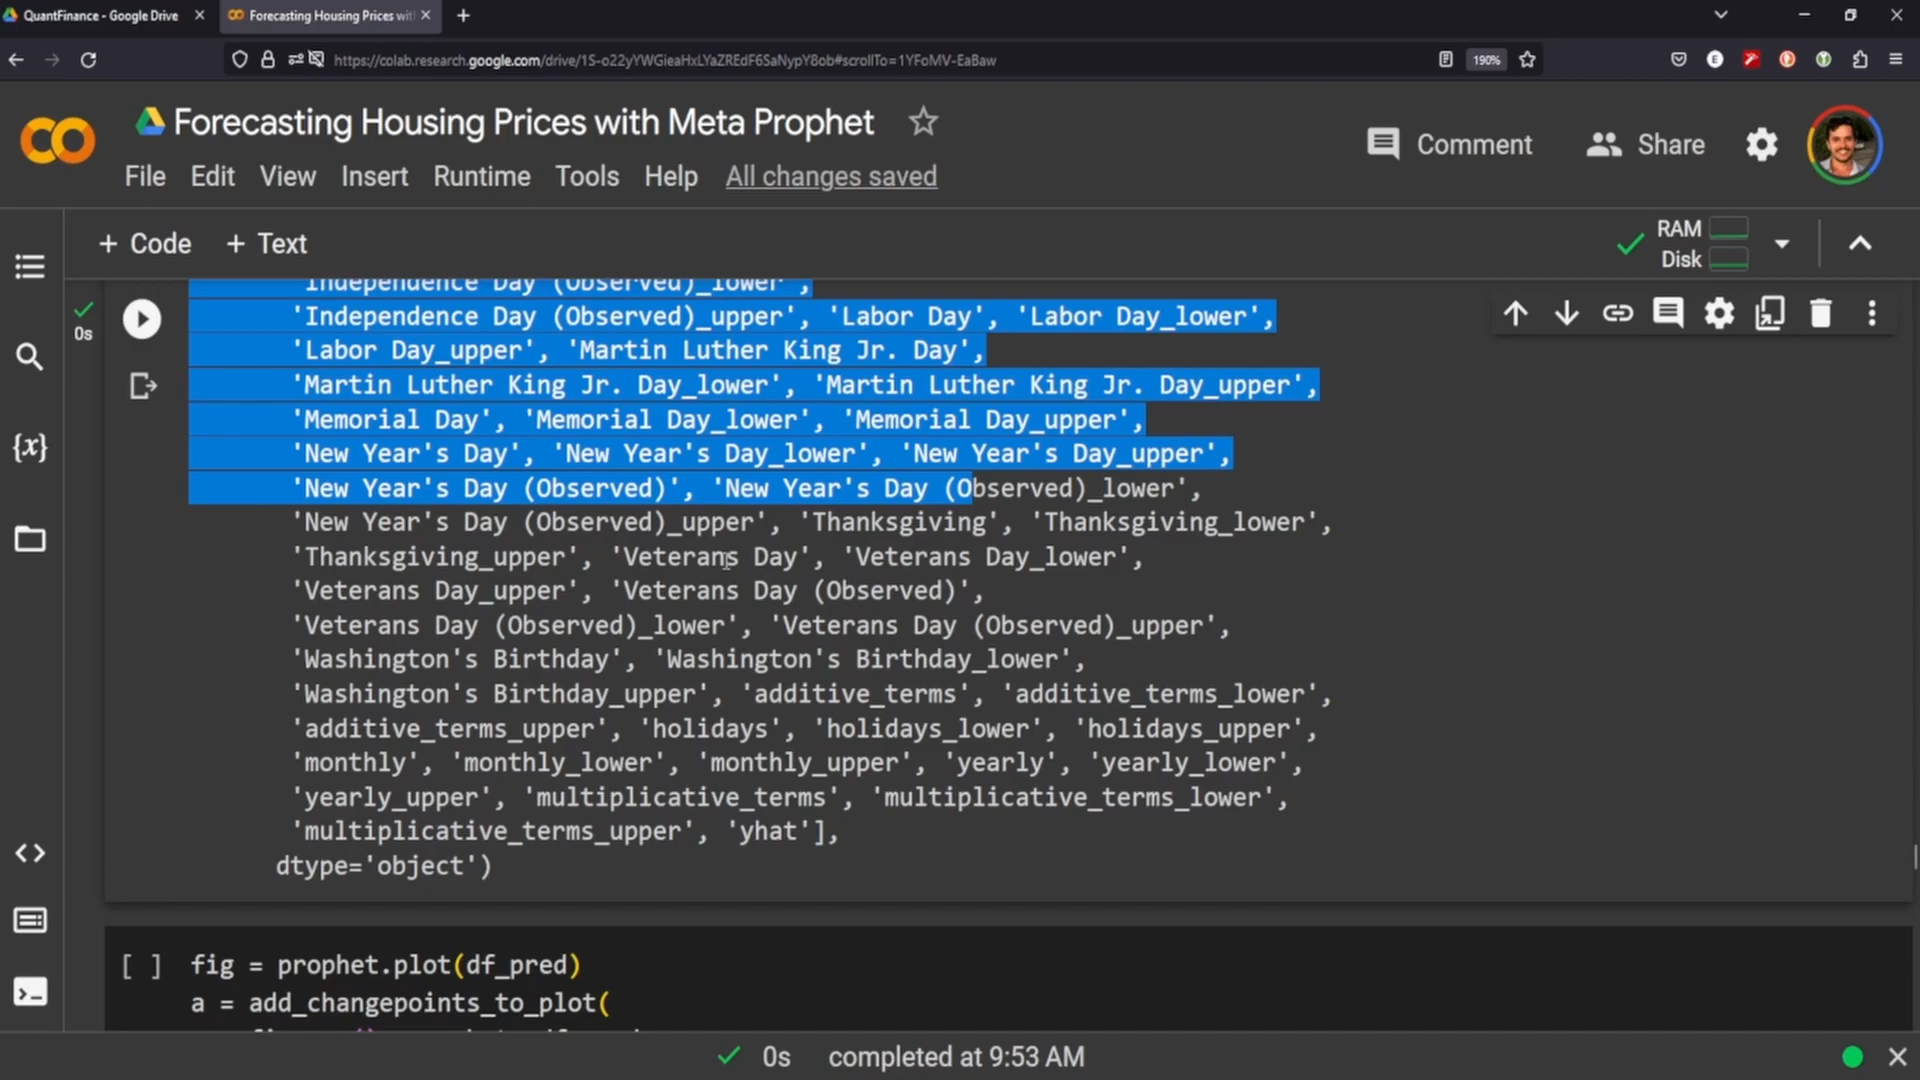 QuantFinance - Google Drive
Forecasting Housing Prices with
https://colab.research.google.com/drive/1S-o22yYWGieaHxLYaZREdF6SaNypY8ob#scrollTo=1YFoMV-EaBaw
190%
Forecasting Housing Prices with Meta Prophet
Comment
Share
File Edit View Insert Runtime Tools Help All changes saved
+ Code + Text
RAM
Disk
'Independence Day (Observed)_lower',
0s
'Independence Day (Observed)_upper', 'Labor Day', 'Labor Day_lower',
'Labor Day_upper', 'Martin Luther King Jr. Day',
'Martin Luther King Jr. Day_lower', 'Martin Luther King Jr. Day_upper',
'Memorial Day', 'Memorial Day_lower', 'Memorial Day_upper',
'New Year's Day', 'New Year's Day_lower', 'New Year's Day_upper',
'New Year's Day (Observed)', 'New Year's Day (Observed)_lower',
'New Year's Day (Observed)_upper', 'Thanksgiving', 'Thanksgiving_lower',
'Thanksgiving_upper', 'Veterans Day', 'Veterans Day_lower',
'Veterans Day_upper', 'Veterans Day (Observed)',
'Veterans Day (Observed)_lower', 'Veterans Day (Observed)_upper',
'Washington's Birthday', 'Washington's Birthday_lower',
'Washington's Birthday_upper', 'additive_terms', 'additive_terms_lower',
'additive_terms_upper', 'holidays', 'holidays_lower', 'holidays_upper',
'monthly', 'monthly_lower', 'monthly_upper', 'yearly', 'yearly_lower',
'yearly_upper', 'multiplicative_terms', 'multiplicative_terms_lower',
'multiplicative_terms_upper', 'yhat'],
dtype='object')
[ ] fig = prophet.plot(df_pred)
a = add_changepoints_to_plot(
0s completed at 9:53 AM